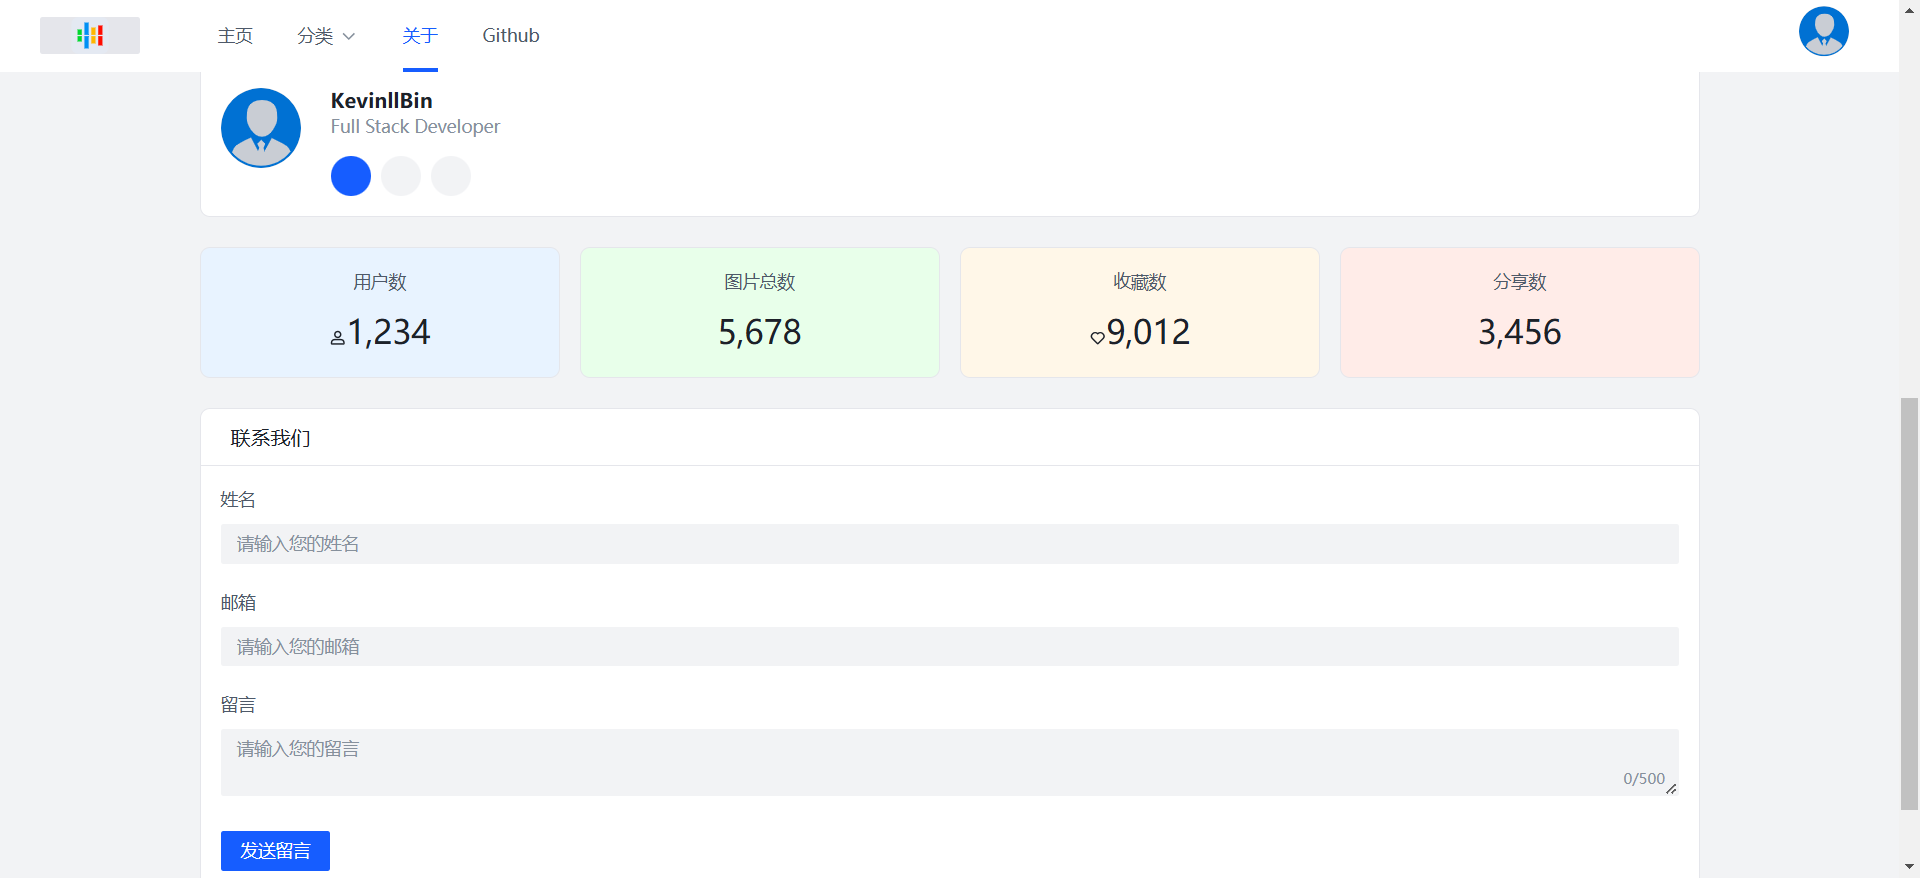 主页 分类 关于 Github
KevinllBin
Full Stack Developer
用户数 图片总数 收藏数 分享数
1,234 5,678 9,012 3,456
联系我们
姓名
请输入您的姓名
邮箱
请输入您的邮箱
留言
请输入您的留言
0/500
发送留言